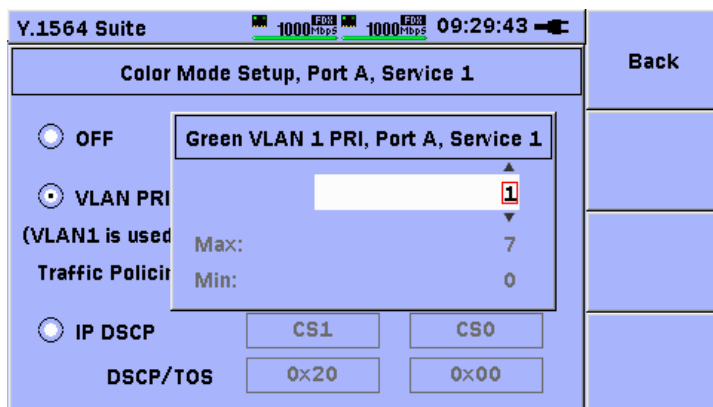 Y.1564 Suite 1000 FDX Mbps 1000 FDX Mbps 09:29:43
Back
Color Mode Setup, Port A, Service 1
OFF
Green VLAN 1 PRI, Port A, Service 1
1
VLAN PRI
(VLAN1 is used
Max: 7
Traffic Policin
Min: 0
IP DSCP CS1 CS0
DSCP/TOS 0x20 0x00